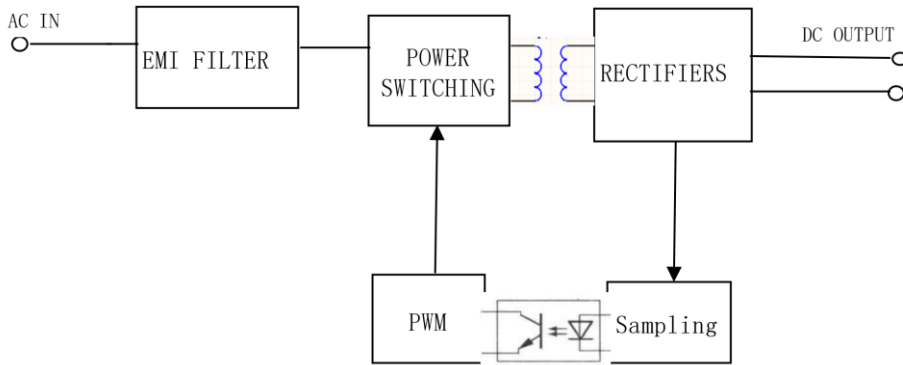 AC IN
EMI FILTER
POWER
SWITCHING
RECTIFIERS
DC OUTPUT
PWM
Sampling